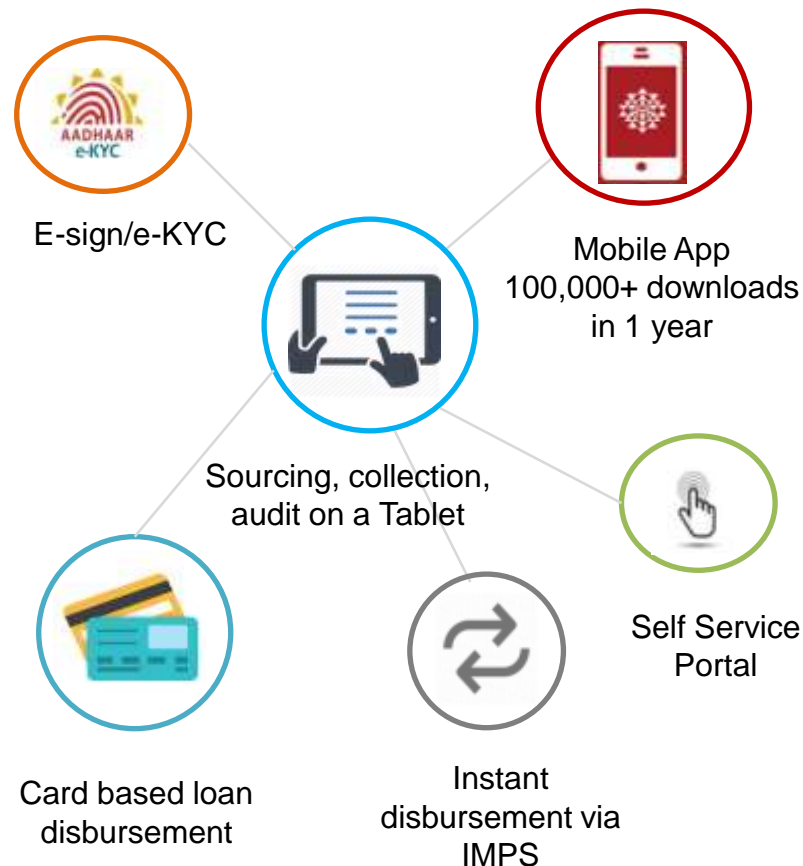 AADHAAR
e-KYC
E-sign/e-KYC
Mobile App
100,000+ downloads
in 1 year
Sourcing, collection,
audit on a Tablet
Self Service
Portal
Card based loan
disbursement
Instant
disbursement via
IMPS